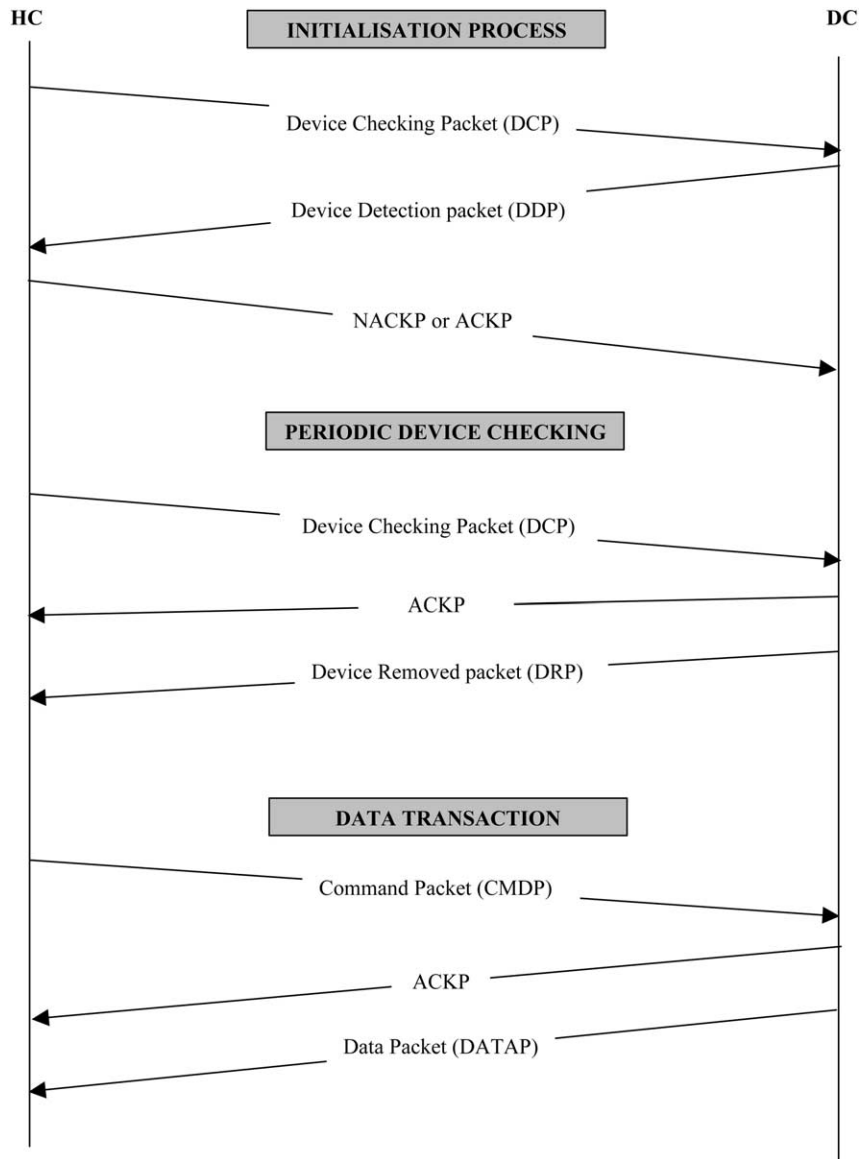 HC
DC
INITIALISATION PROCESS
Device Checking Packet (DCP)
Device Detection packet (DDP)
NACKP or ACKP
PERIODIC DEVICE CHECKING
Device Checking Packet (DCP)
ACKP
Device Removed packet (DRP)
DATA TRANSACTION
Command Packet (CMDP)
ACKP
Data Packet (DATAP)